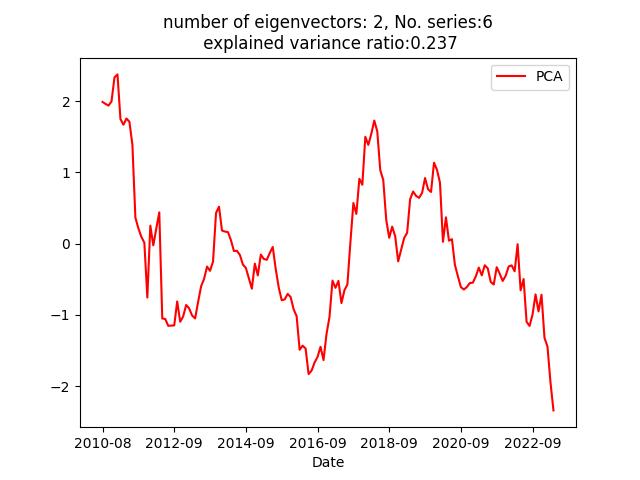 number of eigenvectors: 2, No. series:6
explained variance ratio:0.237
PCA
2
1
0
−1
−2
2010-08 2012-09 2014-09 2016-09 2018-09 2020-09 2022-09
Date